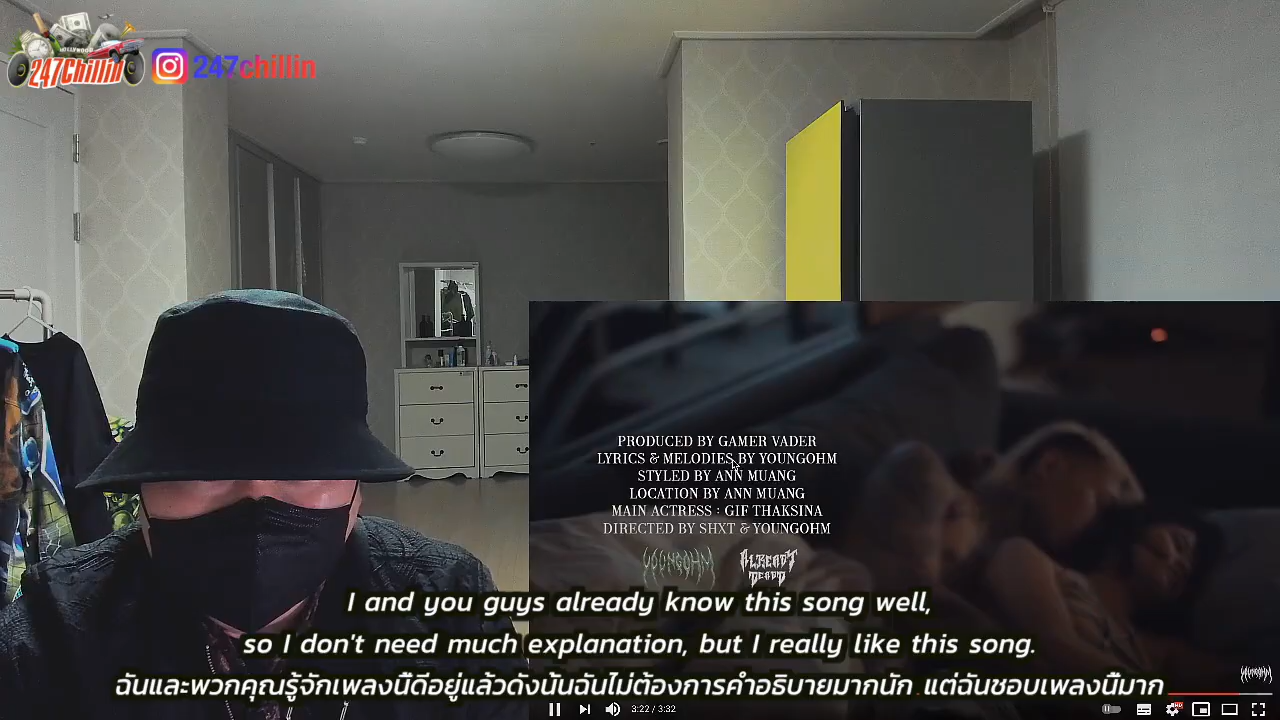 247Chillin
247chillin
PRODUCED BY GAMER VADER
LYRICS & MELODIES BY YOUNGOHM
STYLED BY ANN MUANG
LOCATION BY ANN MUANG
MAIN ACTRESS : GIF THAKSINA
DIRECTED BY SHXT & YOUNGOHM
YOUNGOHM
ALREADY DEADD
I and you guys already know this song well,
so I don't need much explanation, but I really like this song.
ฉันและพวกคุณรู้จักเพลงนี้ดีอยู่แล้วดังนั้นฉันไม่ต้องการคำอธิบายมากนัก แต่ฉันชอบเพลงนี้มาก
3:22 / 3:32
HD